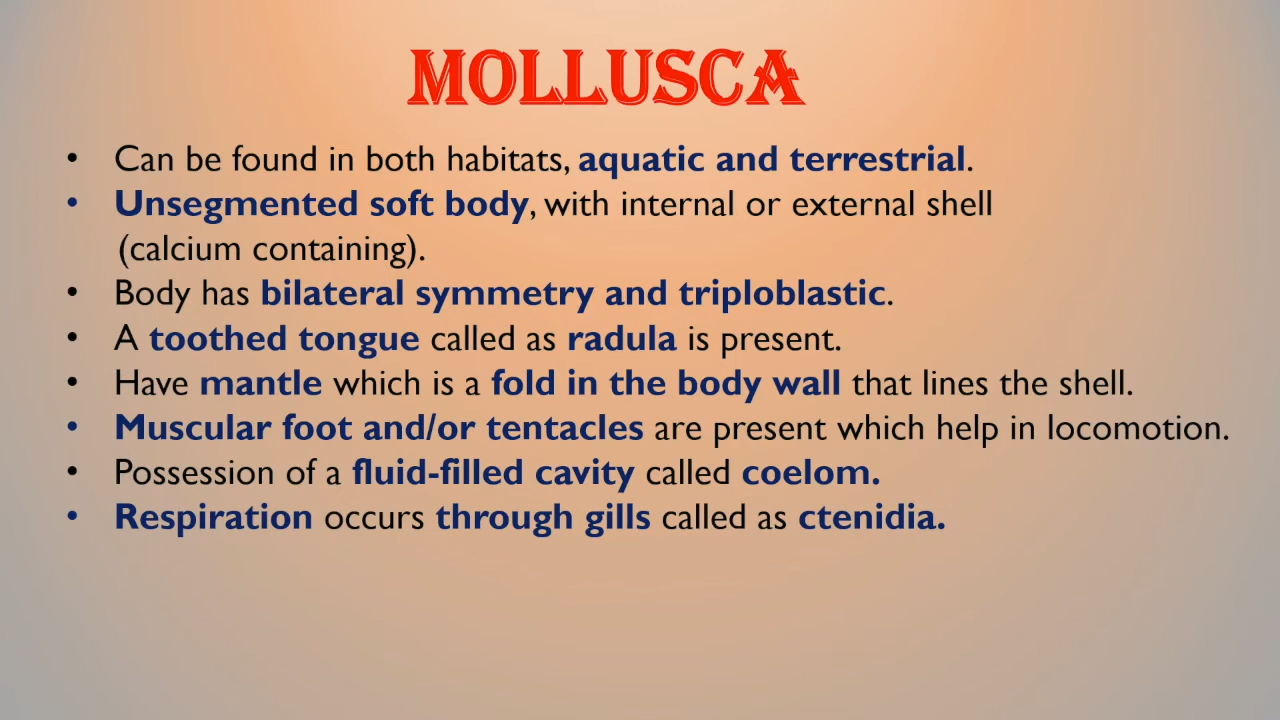 MOLLUSCA
• Can be found in both habitats, aquatic and terrestrial.
• Unsegmented soft body, with internal or external shell
(calcium containing).
• Body has bilateral symmetry and triploblastic.
• A toothed tongue called as radula is present.
• Have mantle which is a fold in the body wall that lines the shell.
• Muscular foot and/or tentacles are present which help in locomotion.
• Possession of a fluid-filled cavity called coelom.
• Respiration occurs through gills called as ctenidia.